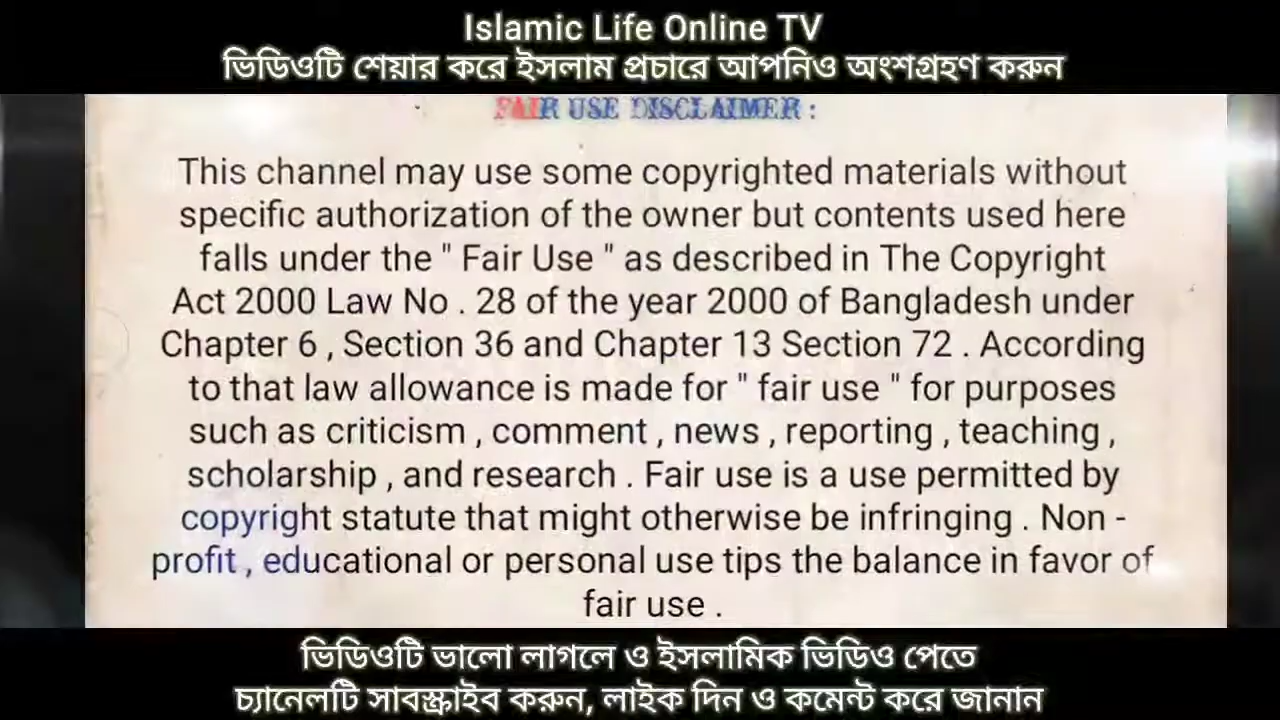 Islamic Life Online TV
ভিডিওটি শেয়ার করে ইসলাম প্রচারে আপনিও অংশগ্রহণ করুন
FAIR USE DISCLAIMER :
This channel may use some copyrighted materials without
specific authorization of the owner but contents used here
falls under the " Fair Use " as described in The Copyright
Act 2000 Law No . 28 of the year 2000 of Bangladesh under
Chapter 6 , Section 36 and Chapter 13 Section 72 . According
to that law allowance is made for " fair use " for purposes
such as criticism , comment , news , reporting , teaching ,
scholarship , and research . Fair use is a use permitted by
copyright statute that might otherwise be infringing . Non -
profit , educational or personal use tips the balance in favor of
fair use .
ভিডিওটি ভালো লাগলে ও ইসলামিক ভিডিও পেতে
চ্যানেলটি সাবস্ক্রাইব করুন, লাইক দিন ও কমেন্ট করে জানান